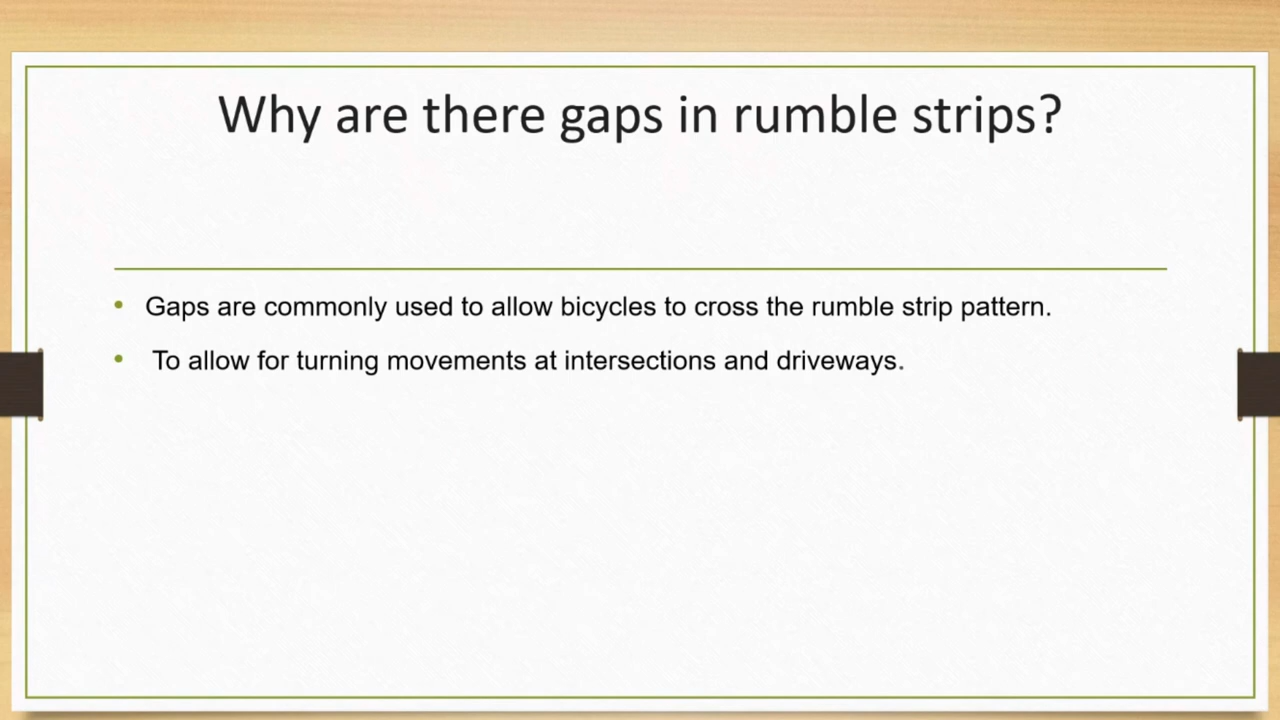 Why are there gaps in rumble strips?
• Gaps are commonly used to allow bicycles to cross the rumble strip pattern.
• To allow for turning movements at intersections and driveways.